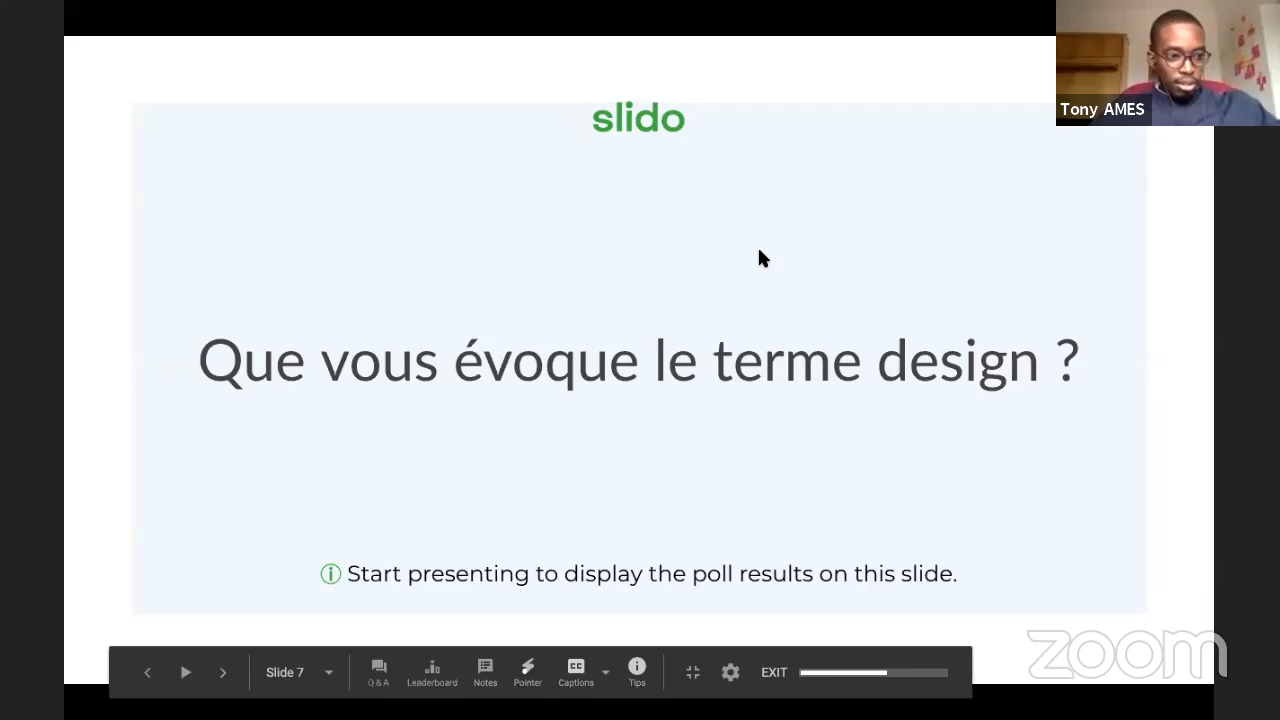 Tony AMES
slido
Que vous évoque le terme design ?
Start presenting to display the poll results on this slide.
Slide 7
Q & A
Leaderboard
Notes
Pointer
CC
Captions
Tips
EXIT
zoom